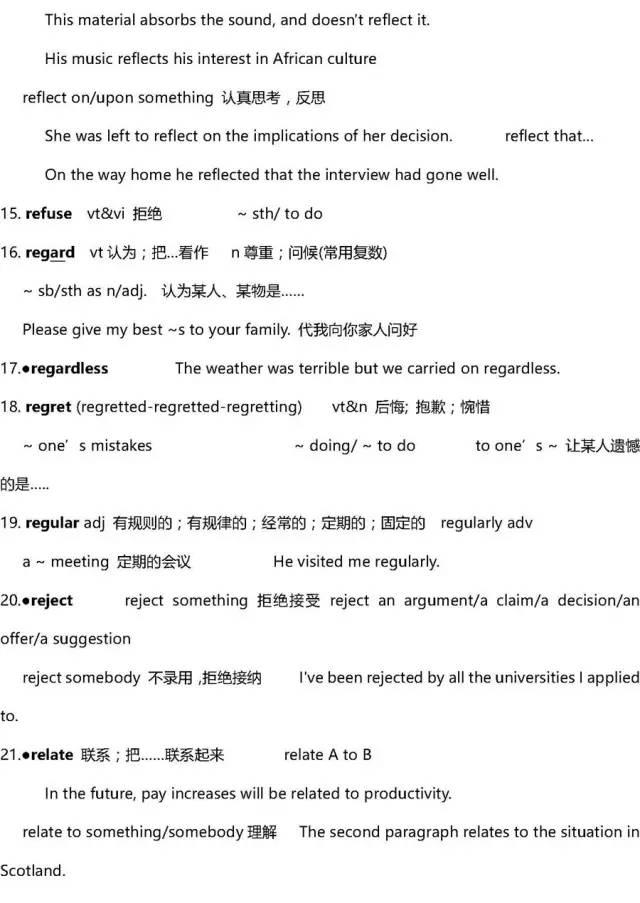 This material absorbs the sound, and doesn't reflect it.
His music reflects his interest in African culture
reflect on/upon something 认真思考，反思
She was left to reflect on the implications of her decision. reflect that...
On the way home he reflected that the interview had gone well.
15. refuse vt&vi 拒绝 ~ sth/ to do
16. regard vt 认为；把...看作 n 尊重；问候(常用复数)
~ sb/sth as n/adj. 认为某人、某物是......
Please give my best ~s to your family. 代我向你家人问好
17.●regardless The weather was terrible but we carried on regardless.
18. regret (regretted-regretted-regretting) vt&n 后悔; 抱歉；惋惜
~ one's mistakes ~ doing/ ~ to do to one's ~ 让某人遗憾
的是.....
19. regular adj 有规则的；有规律的；经常的；定期的；固定的 regularly adv
a ~ meeting 定期的会议 He visited me regularly.
20.●reject reject something 拒绝接受 reject an argument/a claim/a decision/an
offer/a suggestion
reject somebody 不录用 ,拒绝接纳 I've been rejected by all the universities I applied
to.
21.●relate 联系；把......联系起来 relate A to B
In the future, pay increases will be related to productivity.
relate to something/somebody 理解 The second paragraph relates to the situation in
Scotland.